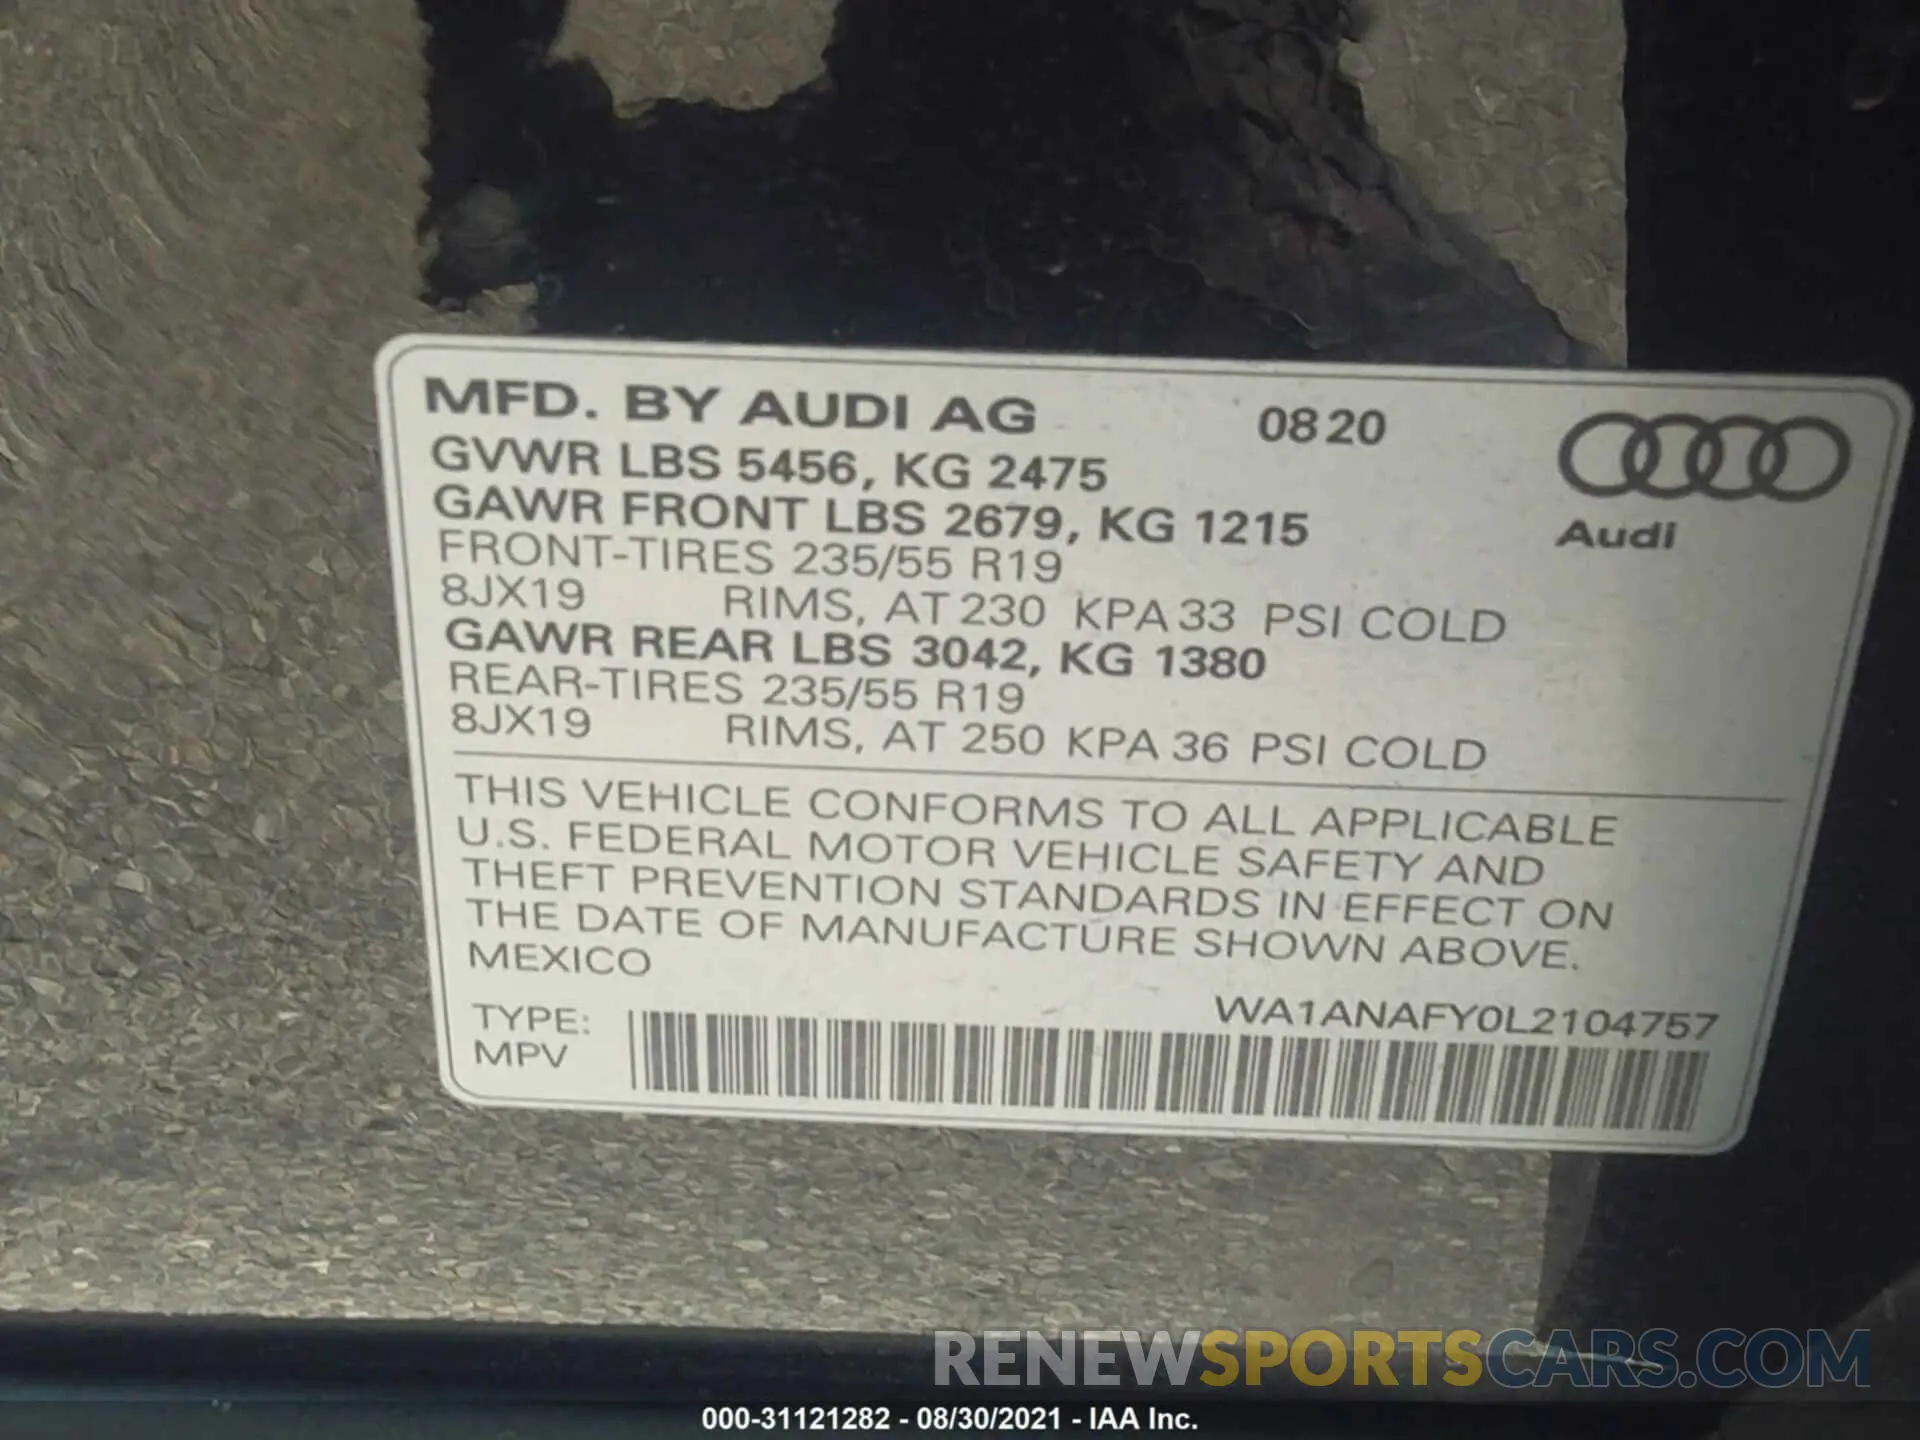 MFD. BY AUDI AG 0820
GVWR LBS 5456, KG 2475
GAWR FRONT LBS 2679, KG 1215
Audi
FRONT-TIRES 235/55 R19
8JX19 RIMS, AT 230 KPA 33 PSI COLD
GAWR REAR LBS 3042, KG 1380
REAR-TIRES 235/55 R19
8JX19 RIMS, AT 250 KPA 36 PSI COLD
THIS VEHICLE CONFORMS TO ALL APPLICABLE
U.S. FEDERAL MOTOR VEHICLE SAFETY AND
THEFT PREVENTION STANDARDS IN EFFECT ON
THE DATE OF MANUFACTURE SHOWN ABOVE.
MEXICO
WA1ANAFY0L2104757
TYPE:
MPV
RENEWSPORTSCARS.COM
000-31121282 - 08/30/2021 - IAA Inc.